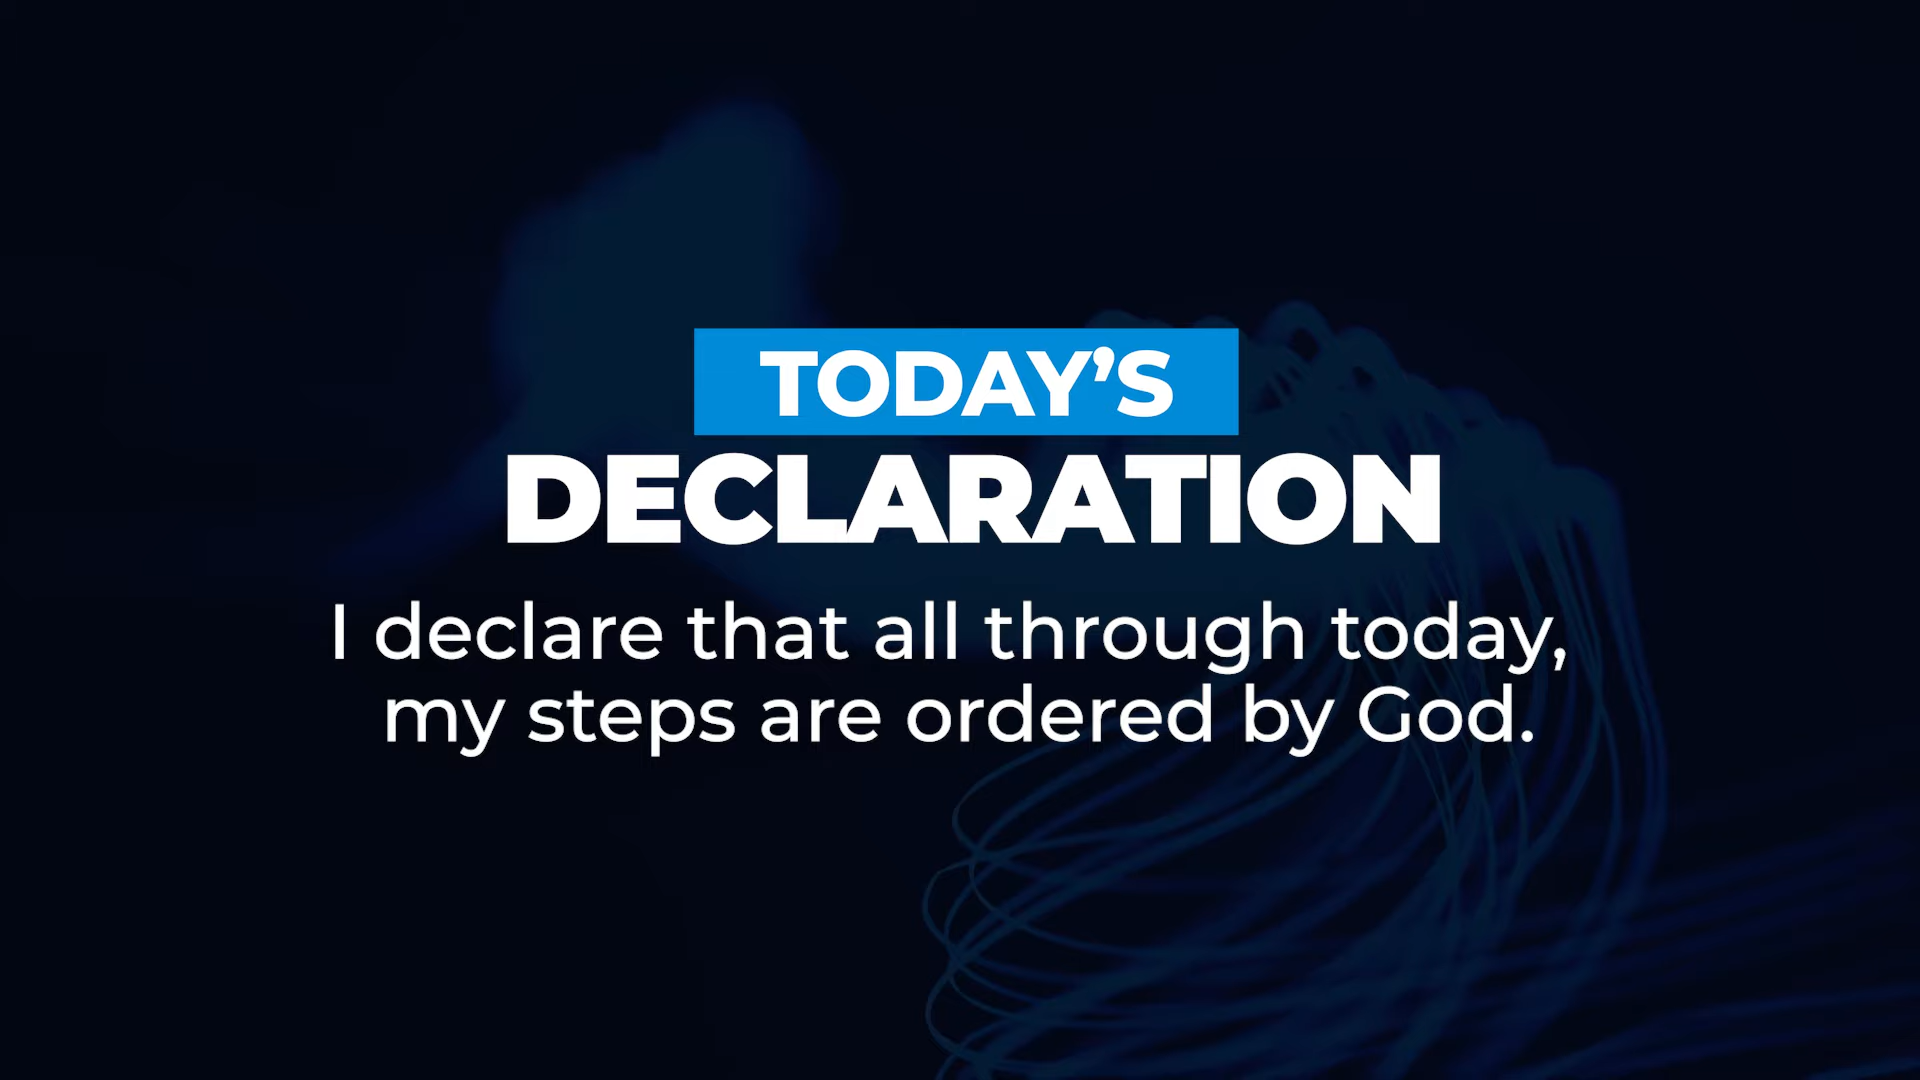 TODAY’S
DECLARATION
I declare that all through today,
my steps are ordered by God.